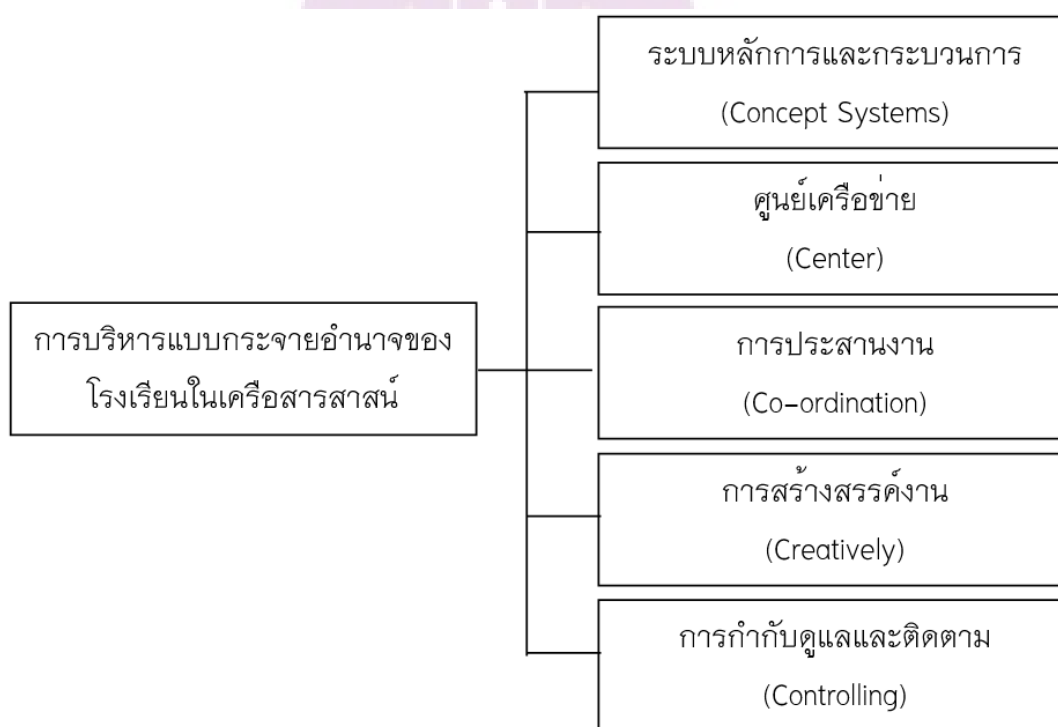 ระบบหลักการและกระบวนการ
(Concept Systems)
ศูนย์เครือข่าย
(Center)
การบริหารแบบกระจายอำนาจของ
โรงเรียนในเครือสารสาสน์
การประสานงาน
(Co-ordination)
การสร้างสรรค์งาน
(Creatively)
การกำกับดูแลและติดตาม
(Controlling)